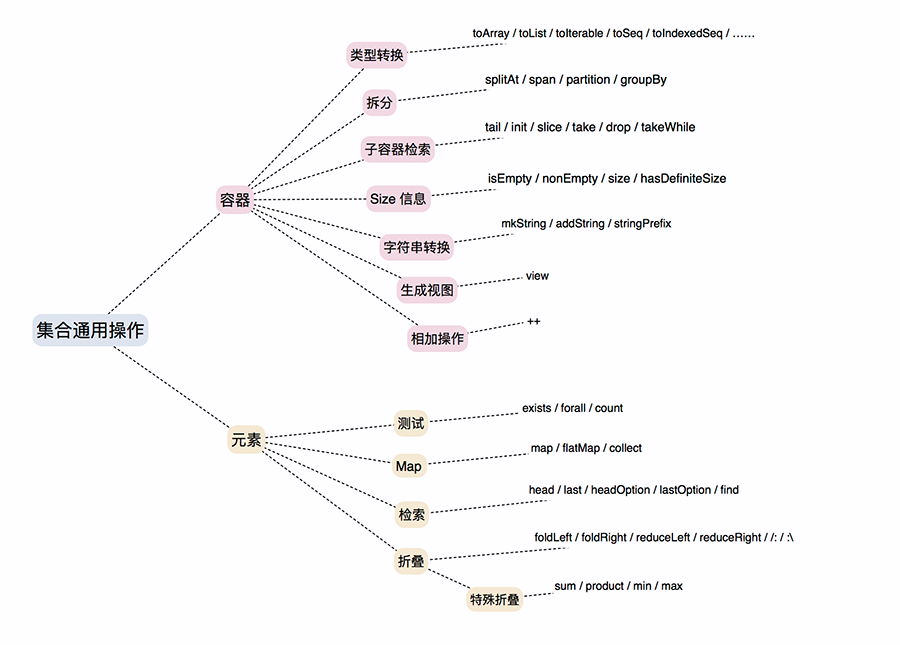 集合通用操作
容器
类型转换
toArray / toList / toIterable / toSeq / toIndexedSeq / ……
拆分
splitAt / span / partition / groupBy
子容器检索
tail / init / slice / take / drop / takeWhile
Size 信息
isEmpty / nonEmpty / size / hasDefiniteSize
字符串转换
mkString / addString / stringPrefix
生成视图
view
相加操作
++
元素
测试
exists / forall / count
Map
map / flatMap / collect
检索
head / last / headOption / lastOption / find
折叠
foldLeft / foldRight / reduceLeft / reduceRight / /: / :\
特殊折叠
sum / product / min / max